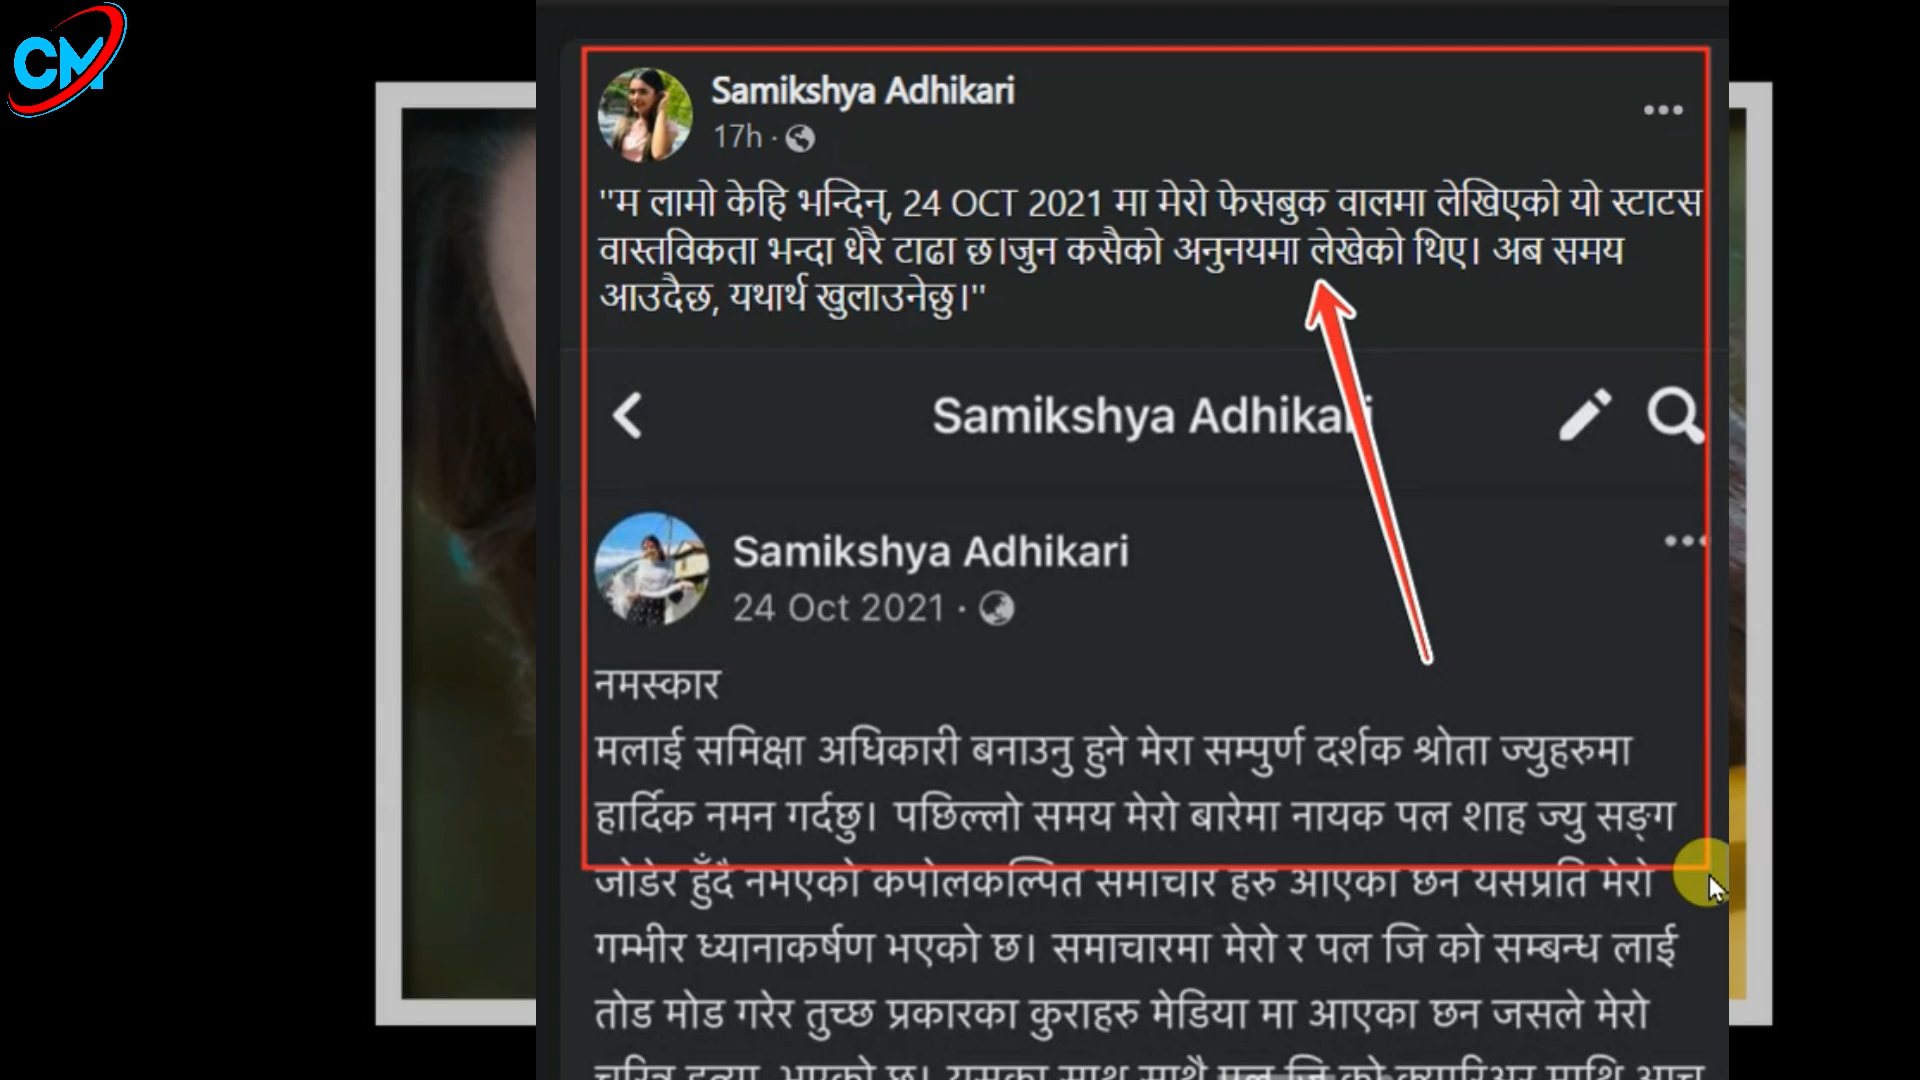 CM
Samikshya Adhikari
17h ·
"म लामो केहि भन्दिन्, 24 OCT 2021 मा मेरो फेसबुक वालमा लेखिएको यो स्टाटस
वास्तविकता भन्दा धेरै टाढा छ।जुन कसैको अनुनयमा लेखेको थिए। अब समय
आउदैछ, यथार्थ खुलाउनेछु।"
Samikshya Adhikari
Samikshya Adhikari
24 Oct 2021 ·
नमस्कार
मलाई समिक्षा अधिकारी बनाउनु हुने मेरा सम्पुर्ण दर्शक श्रोता ज्युहरुमा
हार्दिक नमन गर्दछु। पछिल्लो समय मेरो बारेमा नायक पल शाह ज्यु सङ्ग
जोडेर हुँदै नभएको कपोलकल्पित समाचार हरु आएका छन यसप्रति मेरो
गम्भीर ध्यानाकर्षण भएको छ। समाचारमा मेरो र पल जि को सम्बन्ध लाई
तोड मोड गरेर तुच्छ प्रकारका कुराहरु मेडिया मा आएका छन जसले मेरो